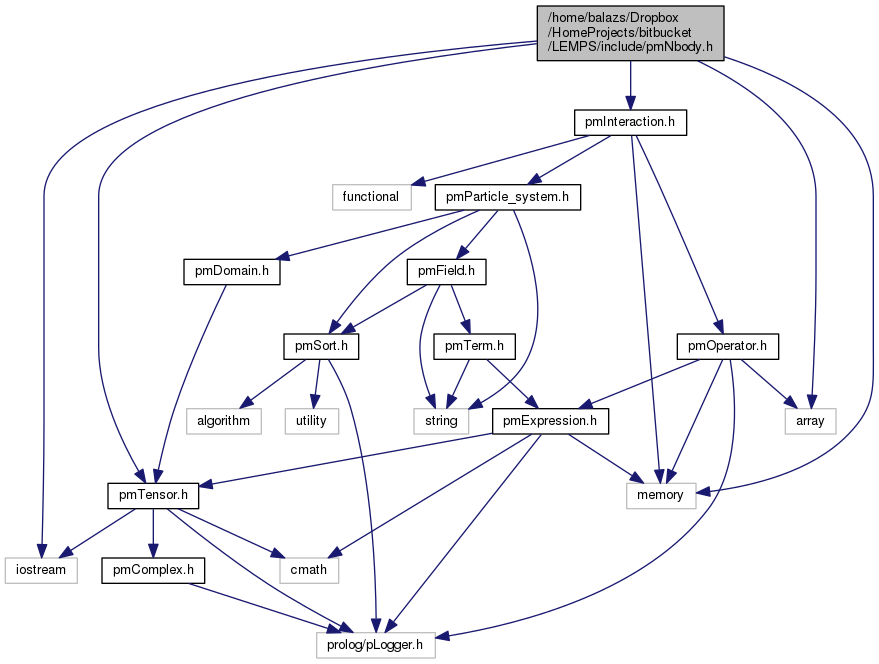 /home/balazs/Dropbox
/HomeProjects/bitbucket
/LEMPS/include/pmNbody.h
pmInteraction.h
functional
pmParticle_system.h
pmDomain.h
pmField.h
pmSort.h
pmTerm.h
pmOperator.h
algorithm
utility
string
pmExpression.h
array
pmTensor.h
memory
iostream
pmComplex.h
cmath
prolog/pLogger.h